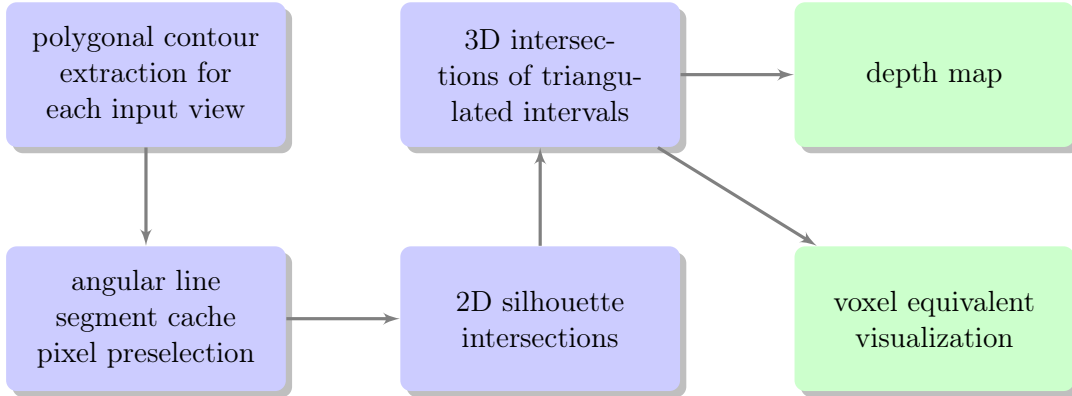 polygonal contour
extraction for
each input view
3D intersec-
tions of triangu-
lated intervals
depth map
angular line
segment cache
pixel preselection
2D silhouette
intersections
voxel equivalent
visualization